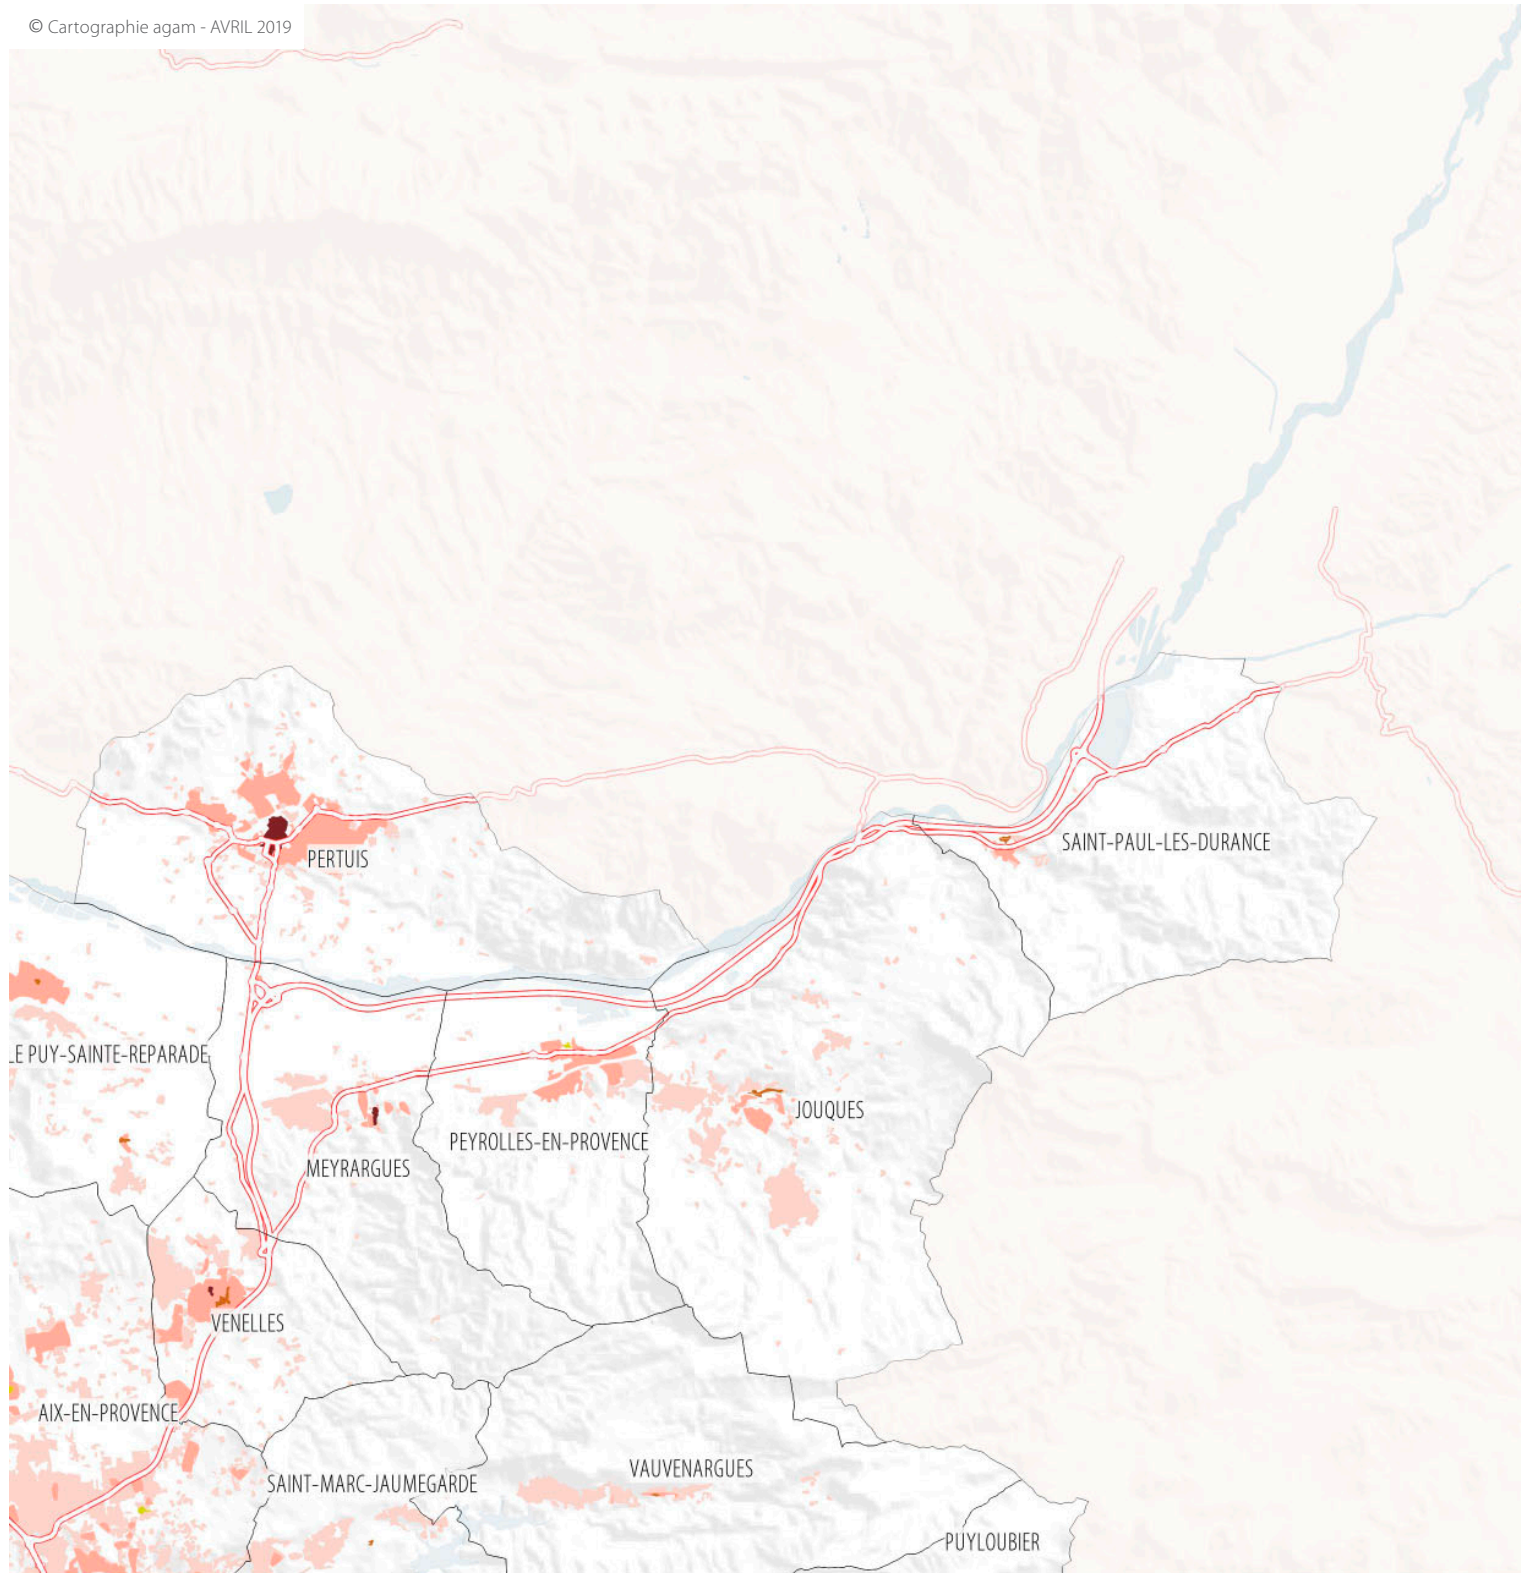 © Cartographie agam - AVRIL 2019
SAINT-PAUL-LES-DURANCE
PERTUIS
LE PUY-SAINTE-REPARADE
JOUQUES
PEYROLLES-EN-PROVENCE
MEYRARGUES
VENELLES
AIX-EN-PROVENCE
VAUVENARGUES
SAINT-MARC-JAUMEGARDE
PUYLOUBIER